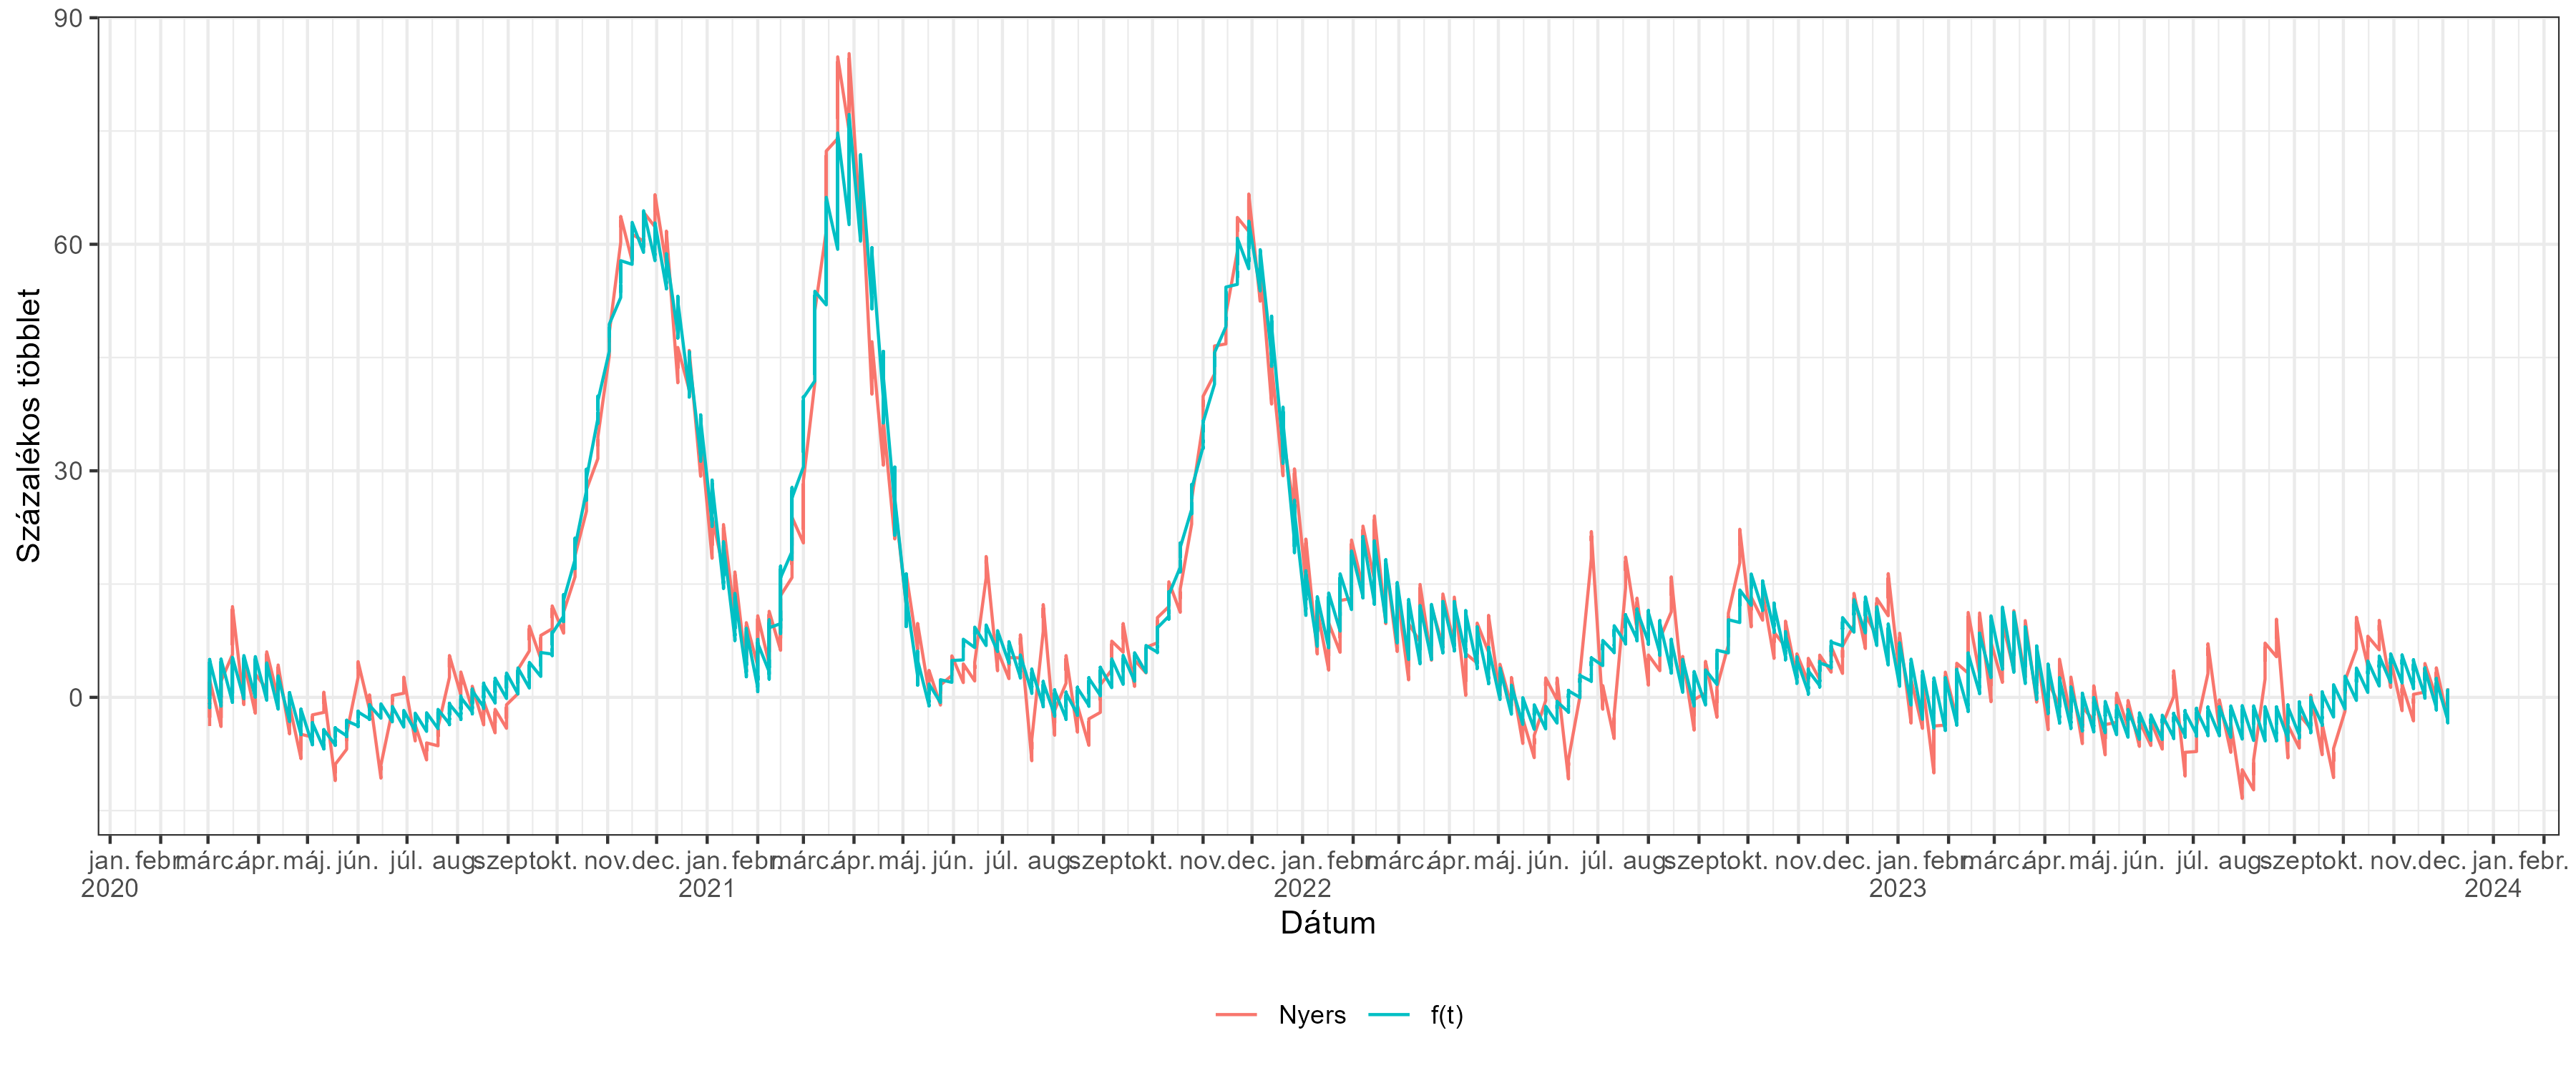 Százalékos többlet
90
60
30
0
jan. febr. márc. ápr. máj. jún. júl. aug. szept. okt. nov. dec. jan. febr. márc. ápr. máj. jún. júl. aug. szept. okt. nov. dec. jan. febr. márc. ápr. máj. jún. júl. aug. szept. okt. nov. dec. jan. febr. márc. ápr. máj. jún. júl. aug. szept. okt. nov. dec. jan. febr.
2020 2021 2022 2023 2024
Dátum
Nyers f(t)